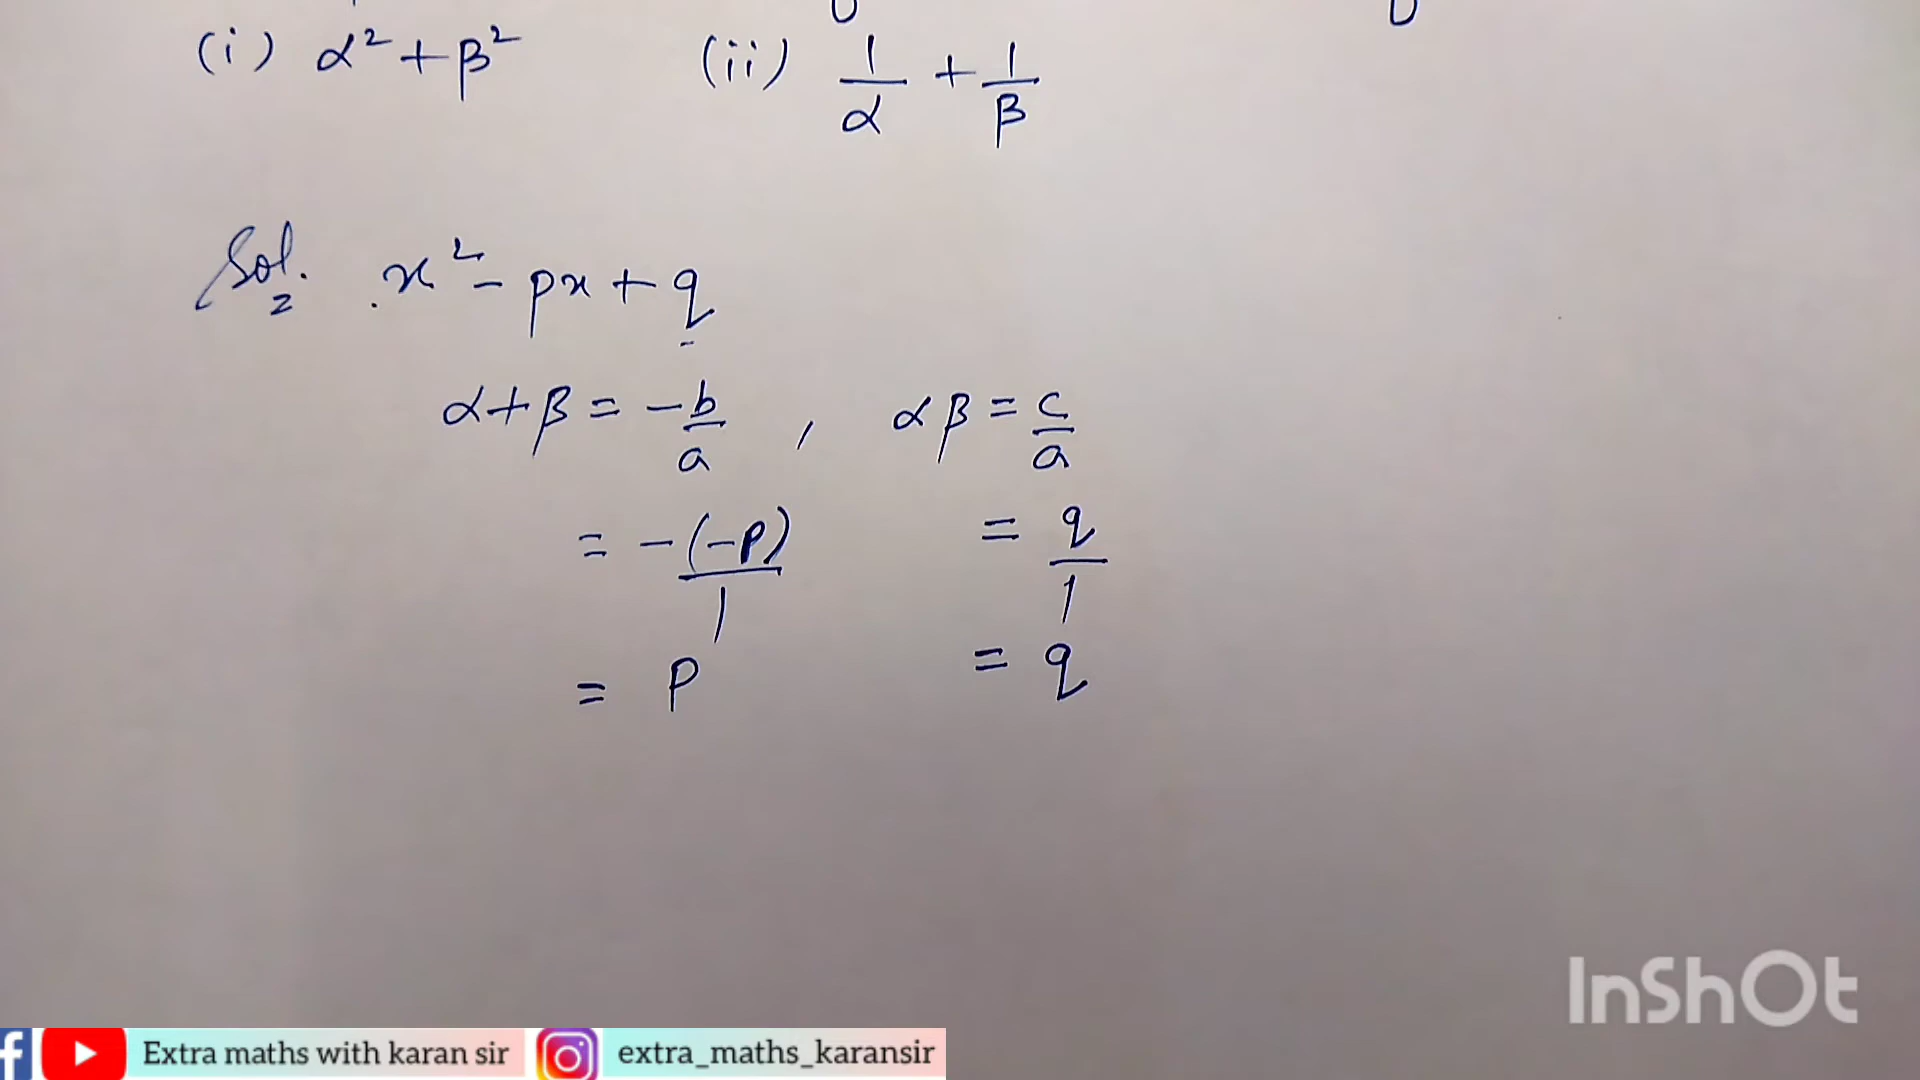 (i) α² + β² (ii) 1/α + 1/β
Sol. x² - px + q
α + β = -b/a , αβ = c/a
= -(-p)/1 = q/1
= p = q
InShOt
Extra maths with karan sir extra_maths_karansir